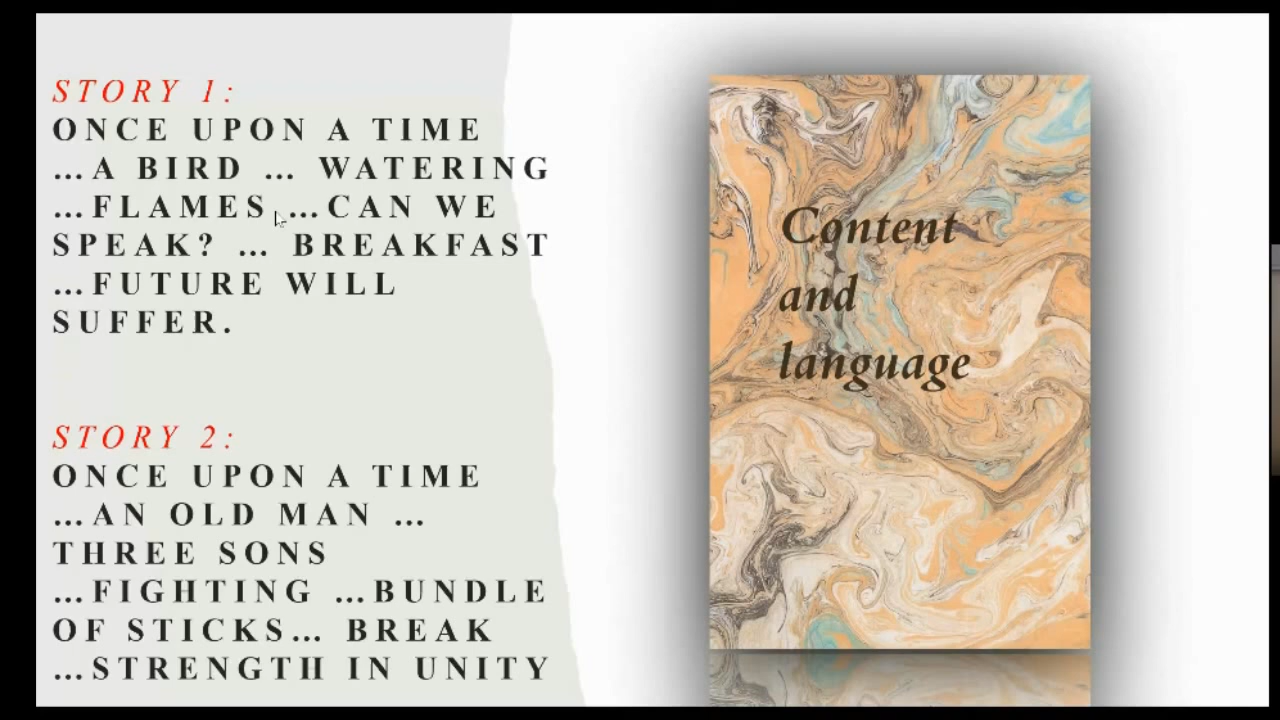 STORY 1:
ONCE UPON A TIME
…A BIRD … WATERING
…FLAMES …CAN WE
SPEAK? … BREAKFAST
…FUTURE WILL
SUFFER.
STORY 2:
ONCE UPON A TIME
…AN OLD MAN …
THREE SONS
…FIGHTING …BUNDLE
OF STICKS… BREAK
…STRENGTH IN UNITY
Content
and
language